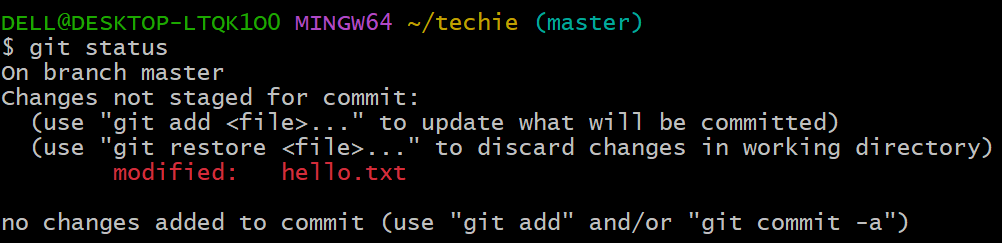 DELL@DESKTOP-LTQK1O0 MINGW64 ~/techie (master)
$ git status
On branch master
Changes not staged for commit:
  (use "git add <file>..." to update what will be committed)
  (use "git restore <file>..." to discard changes in working directory)
        modified:   hello.txt

no changes added to commit (use "git add" and/or "git commit -a")